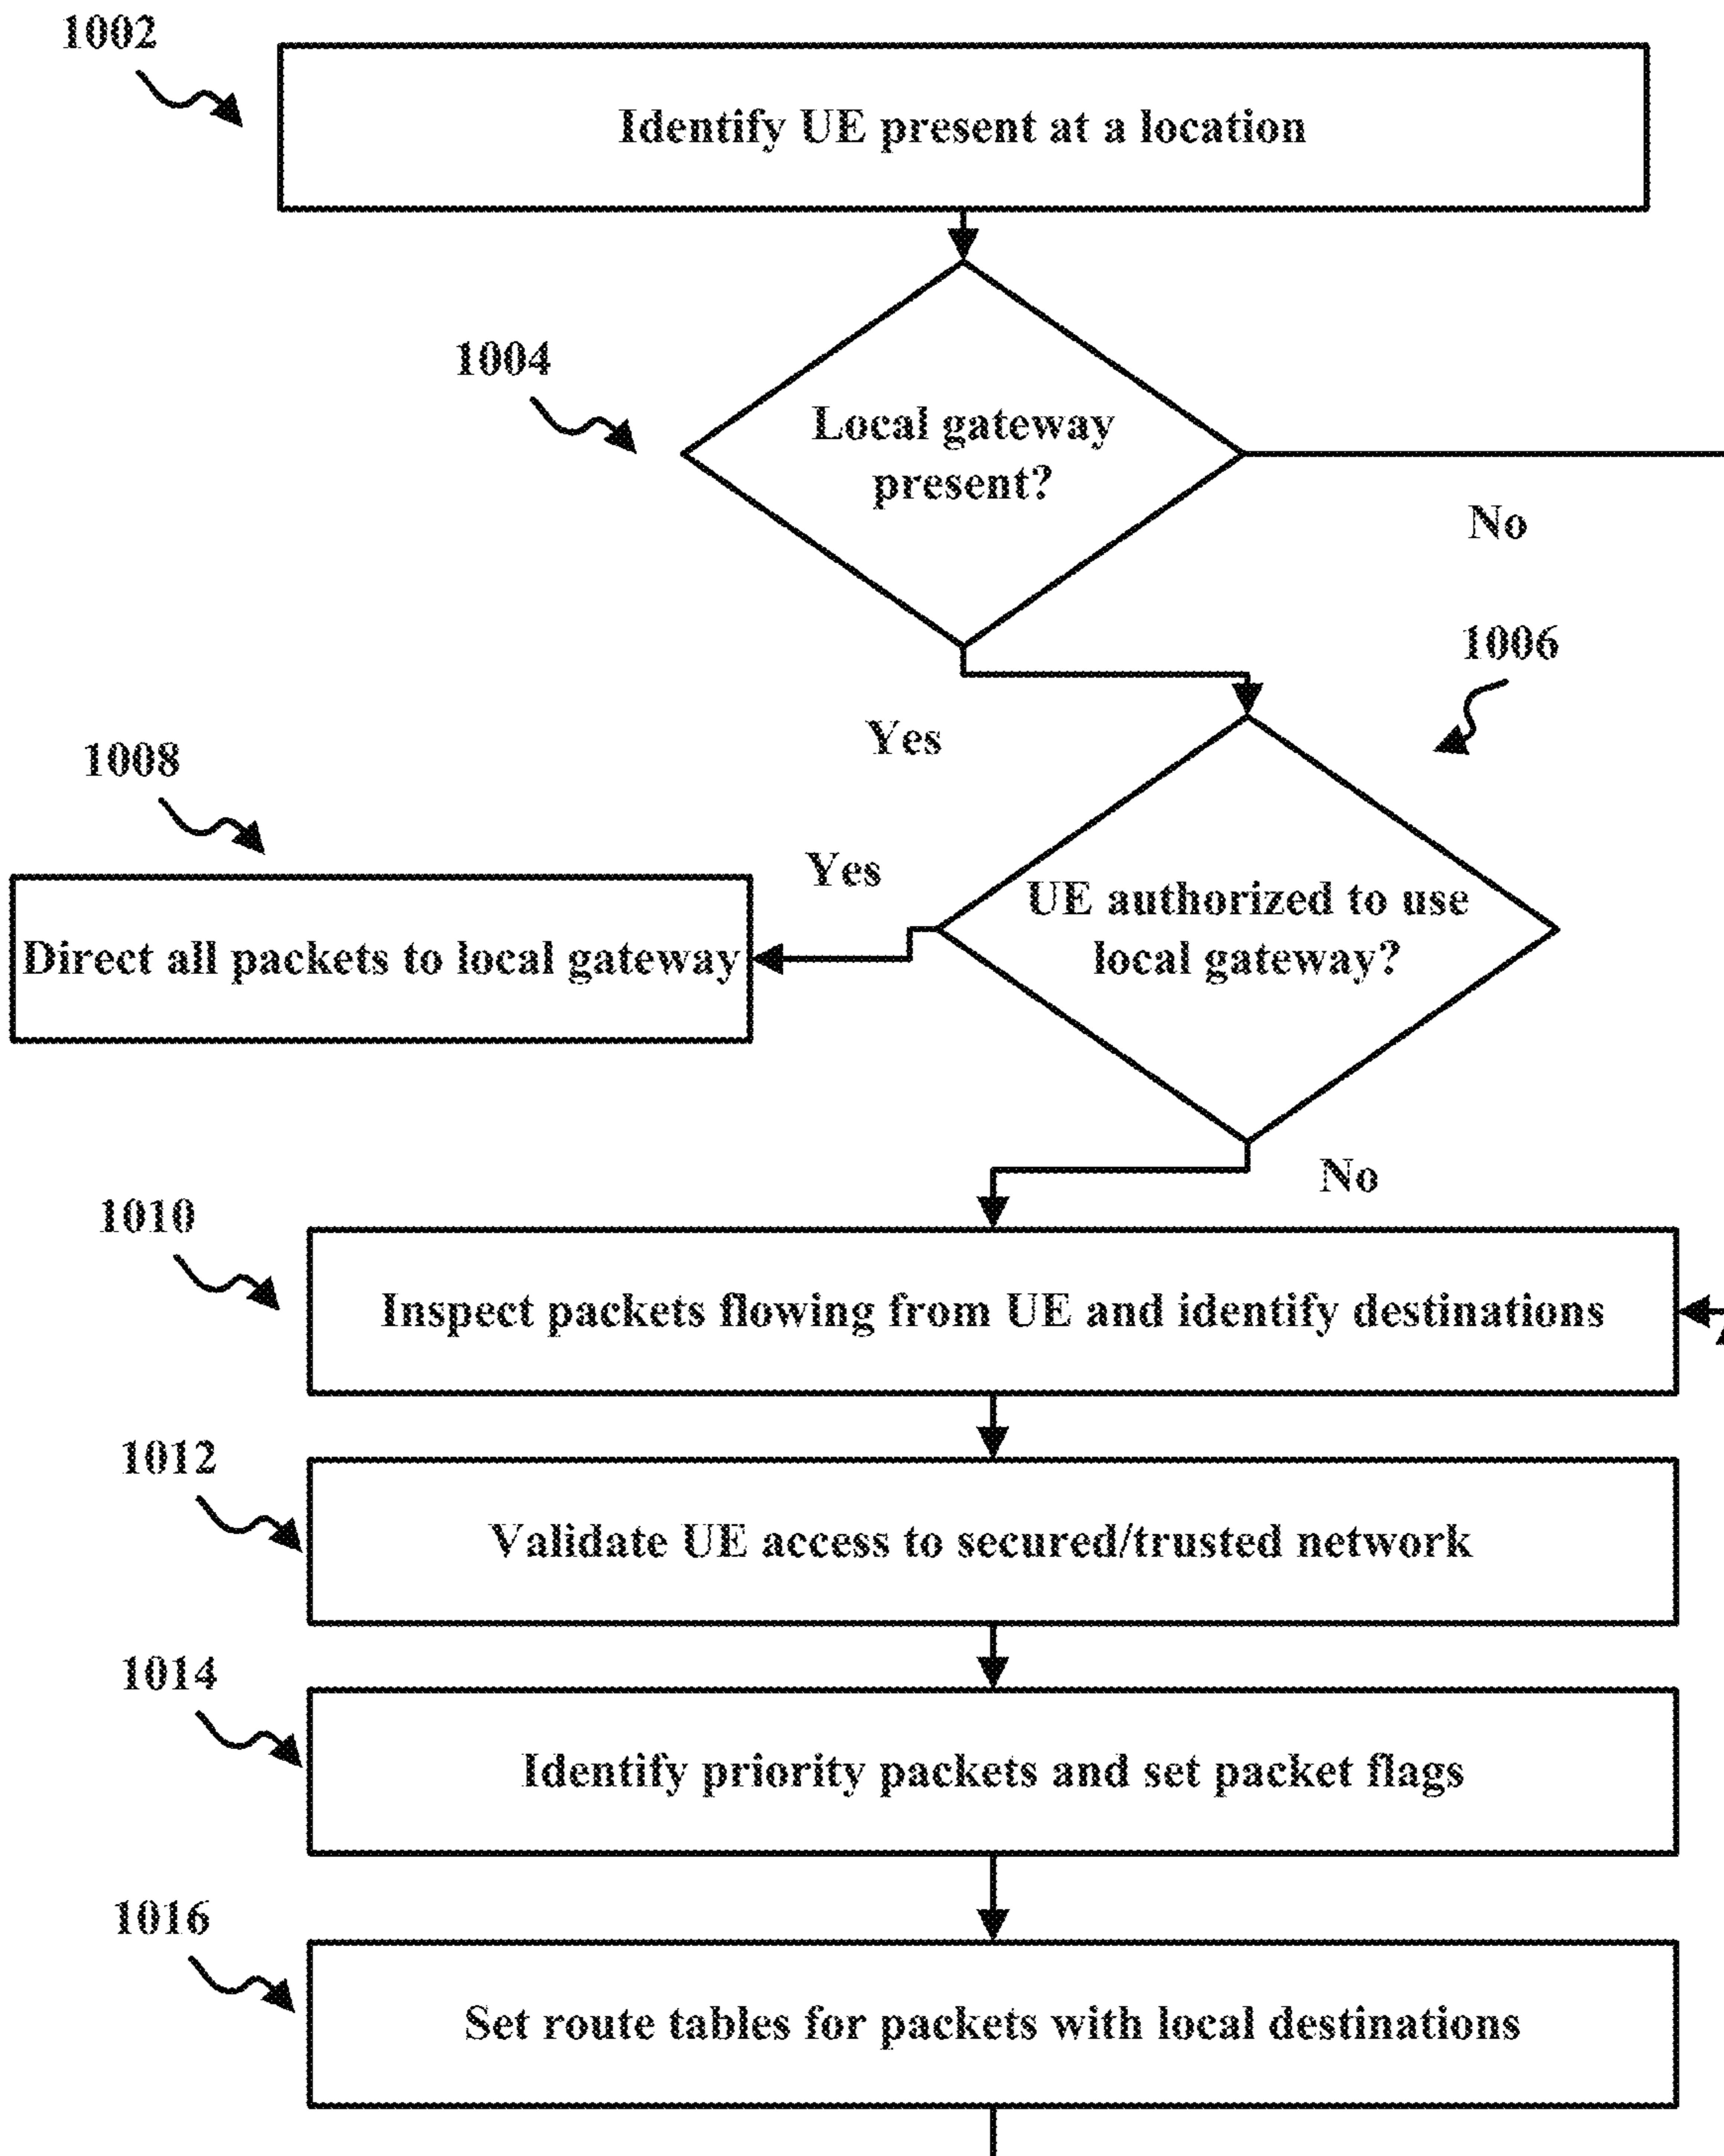 1002
Identify UE present at a location
1004
Local gateway
present?
No
1006
Yes
1008
Yes
UE authorized to use
local gateway?
Direct all packets to local gateway
No
1010
Inspect packets flowing from UE and identify destinations
1012
Validate UE access to secured/trusted network
1014
Identify priority packets and set packet flags
1016
Set route tables for packets with local destinations